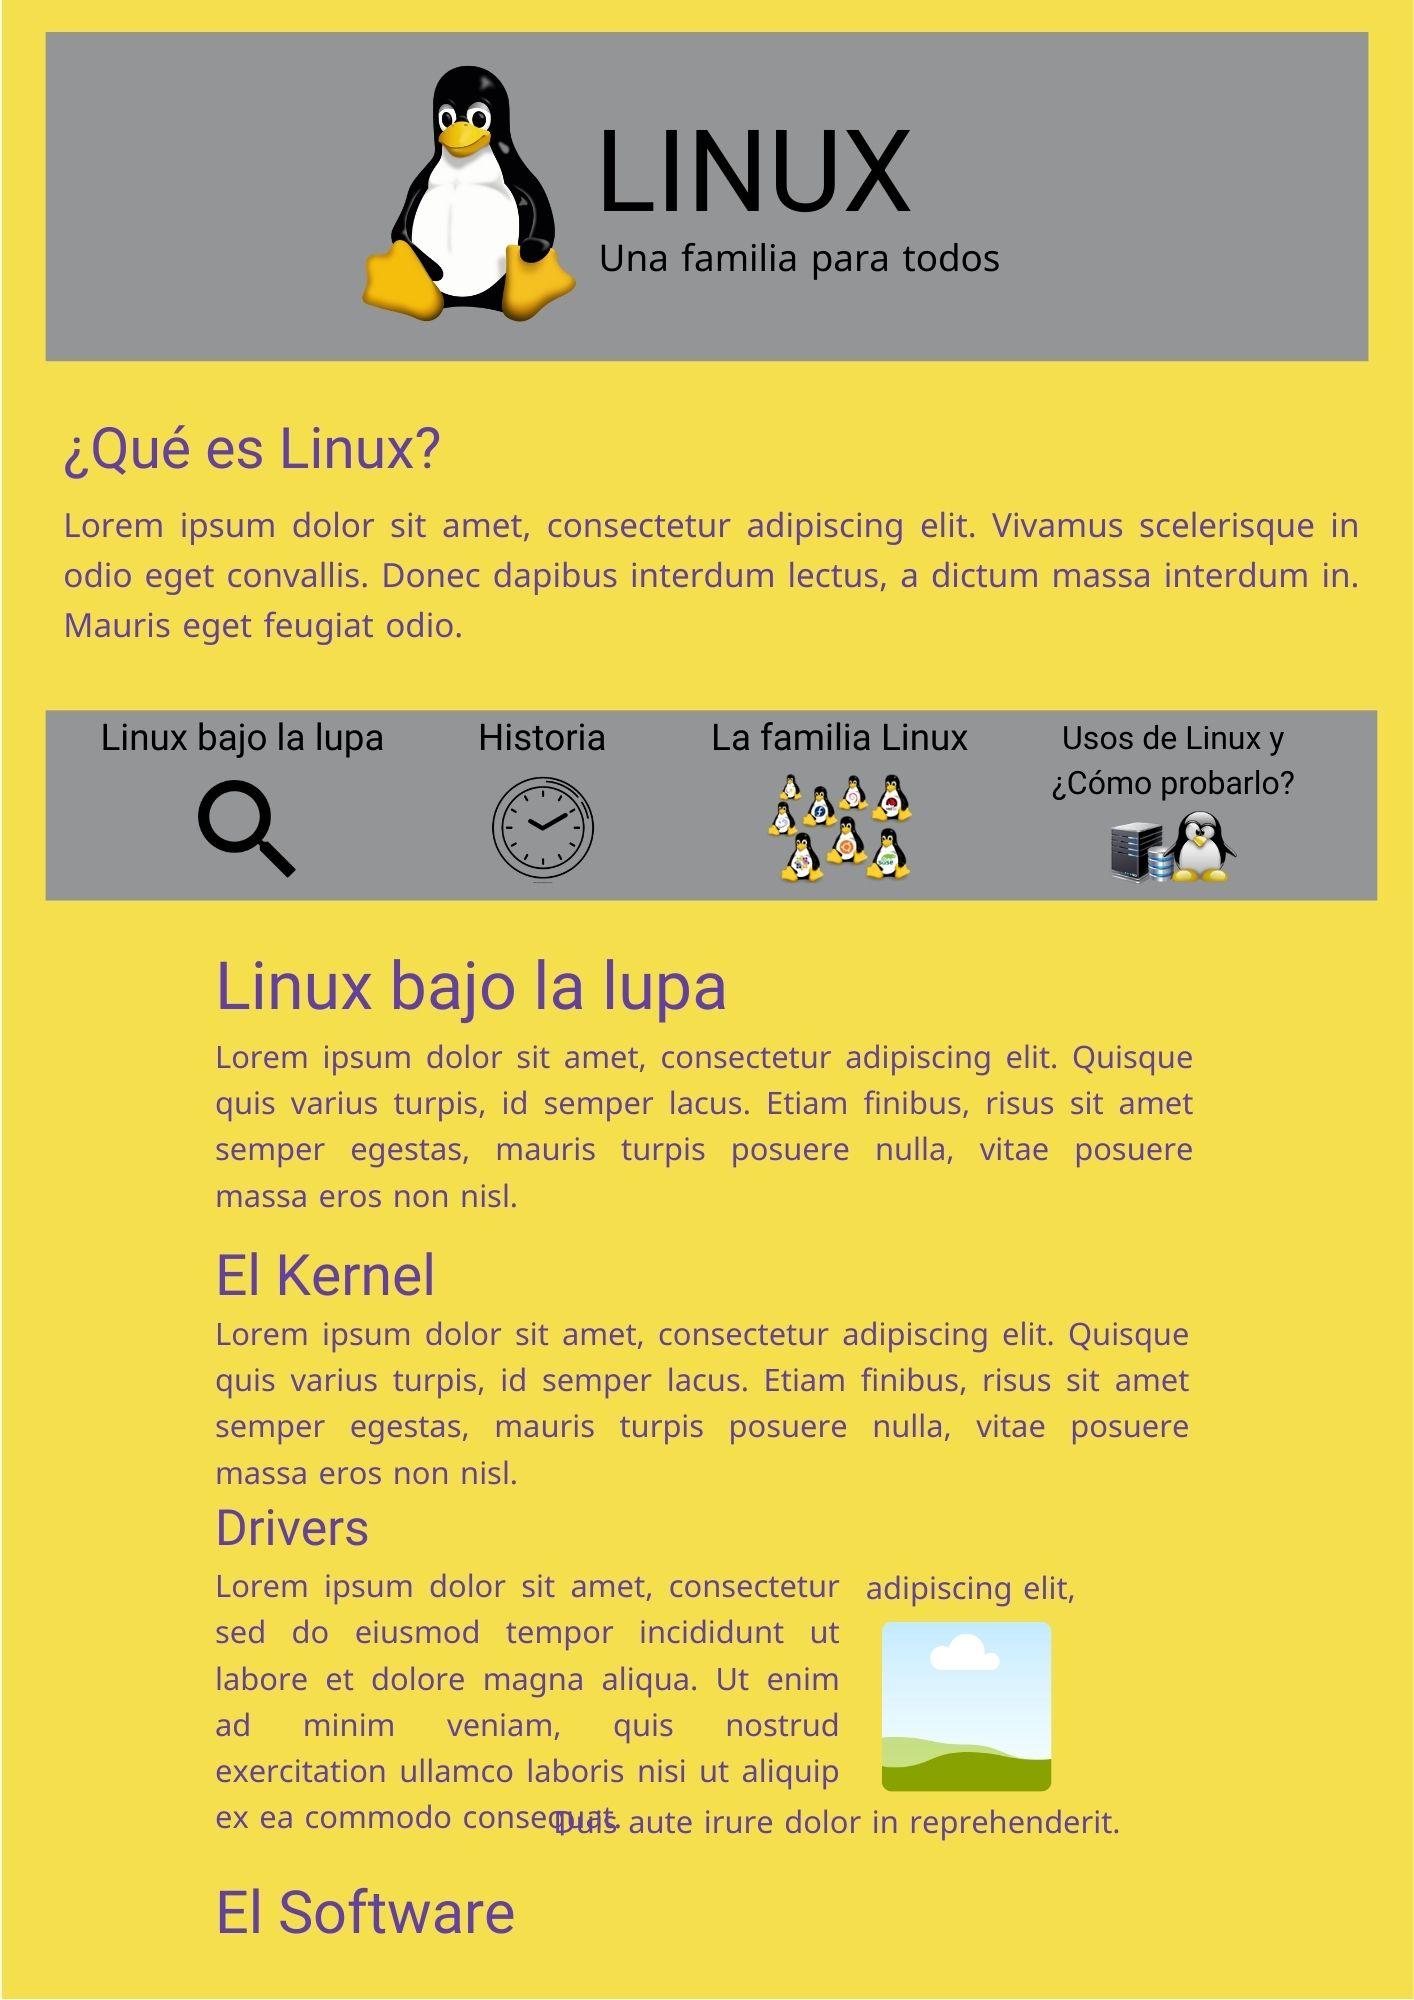 LINUX
Una familia para todos
¿Qué es Linux?
Lorem ipsum dolor sit amet, consectetur adipiscing elit. Vivamus scelerisque in
odio eget convallis. Donec dapibus interdum lectus, a dictum massa interdum in.
Mauris eget feugiat odio.
Linux bajo la lupa
Historia
La familia Linux
Usos de Linux y
¿Cómo probarlo?
Linux bajo la lupa
Lorem ipsum dolor sit amet, consectetur adipiscing elit. Quisque
quis varius turpis, id semper lacus. Etiam finibus, risus sit amet
semper egestas, mauris turpis posuere nulla, vitae posuere
massa eros non nisl.
El Kernel
Lorem ipsum dolor sit amet, consectetur adipiscing elit. Quisque
quis varius turpis, id semper lacus. Etiam finibus, risus sit amet
semper egestas, mauris turpis posuere nulla, vitae posuere
massa eros non nisl.
Drivers
Lorem ipsum dolor sit amet, consectetur adipiscing elit,
sed do eiusmod tempor incididunt ut
labore et dolore magna aliqua. Ut enim
ad minim veniam, quis nostrud
exercitation ullamco laboris nisi ut aliquip
ex ea commodo consequat.
Duis aute irure dolor in reprehenderit.
El Software